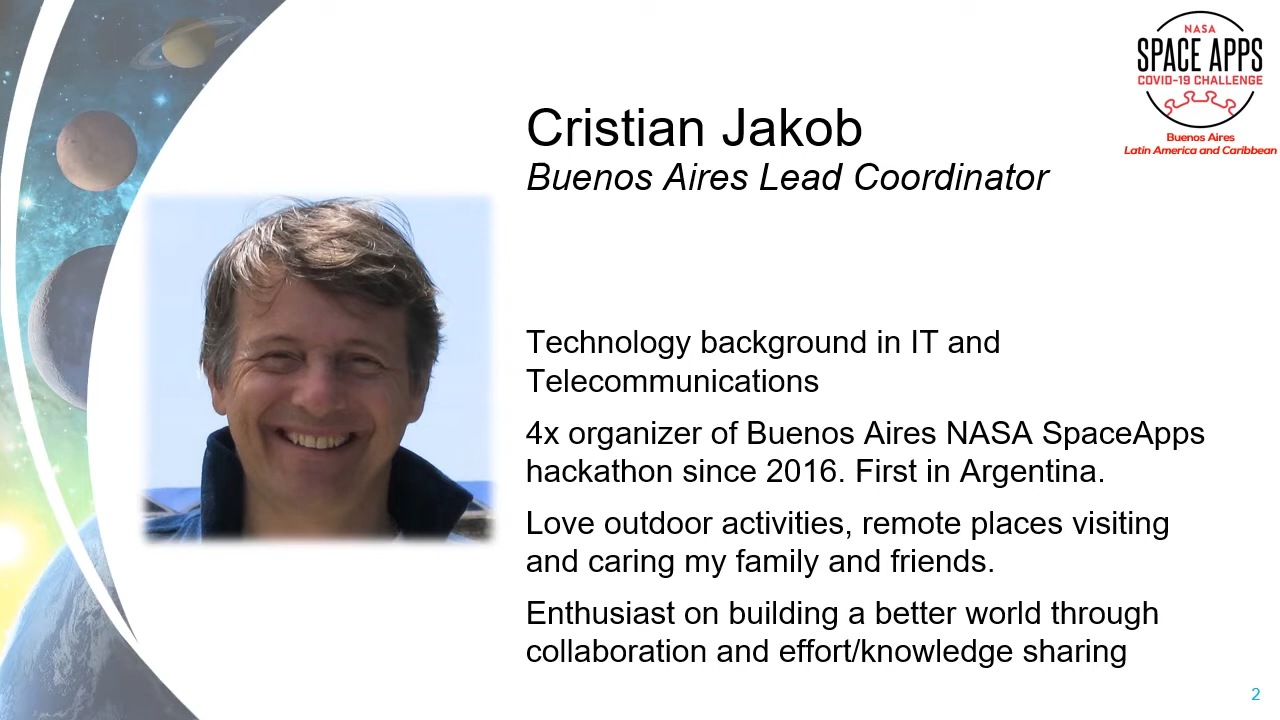 NASA
SPACE APPS
COVID-19 CHALLENGE
Buenos Aires
Latin America and Caribbean
Cristian Jakob
Buenos Aires Lead Coordinator
Technology background in IT and
Telecommunications
4x organizer of Buenos Aires NASA SpaceApps
hackathon since 2016. First in Argentina.
Love outdoor activities, remote places visiting
and caring my family and friends.
Enthusiast on building a better world through
collaboration and effort/knowledge sharing
2